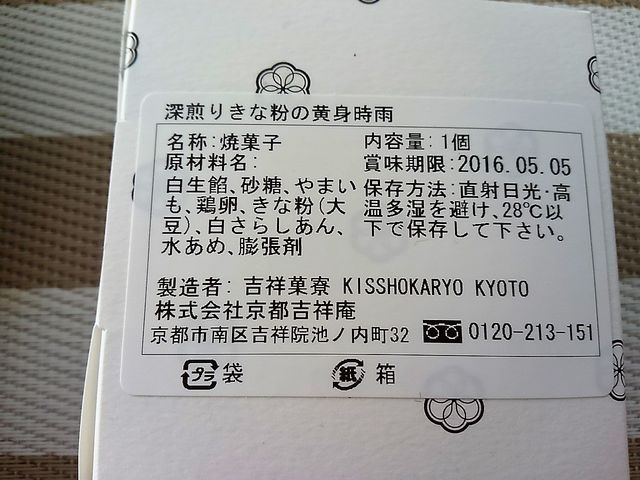 深煎りきな粉の黄身時雨
名称:焼菓子
原材料名:
白生餡、砂糖、やまい
も、鶏卵、きな粉(大
豆)、白さらしあん、
水あめ、膨張剤
内容量:1個
賞味期限:2016.05.05
保存方法:直射日光・高
温多湿を避け、28℃以
下で保存して下さい。
製造者:吉祥菓寮 KISSHOKARYO KYOTO
株式会社京都吉祥庵
京都市南区吉祥院池ノ内町32 0120-213-151
プラ 袋 紙 箱